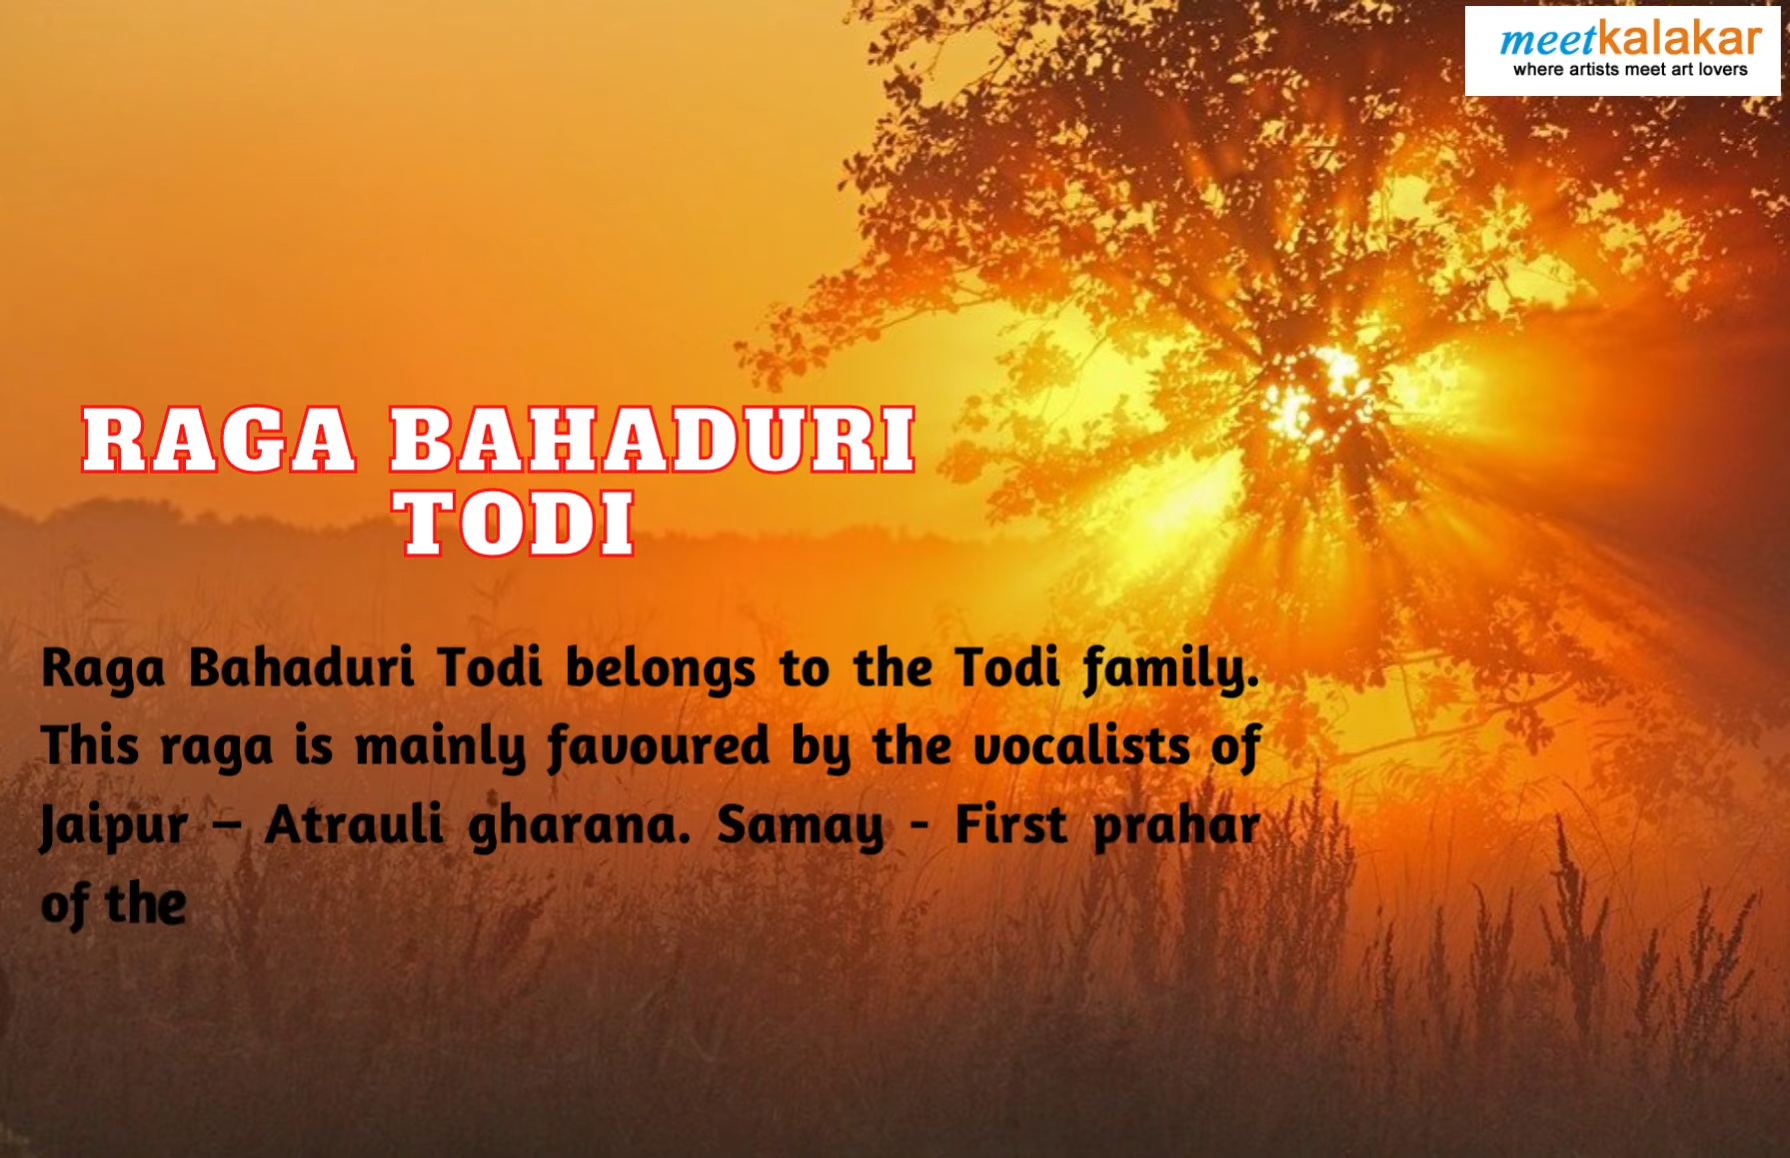 meetkalakar
where artists meet art lovers
RAGA BAHADURI
TODI
Raga Bahaduri Todi belongs to the Todi family.
This raga is mainly favoured by the vocalists of
Jaipur – Atrauli gharana. Samay - First prahar
of the